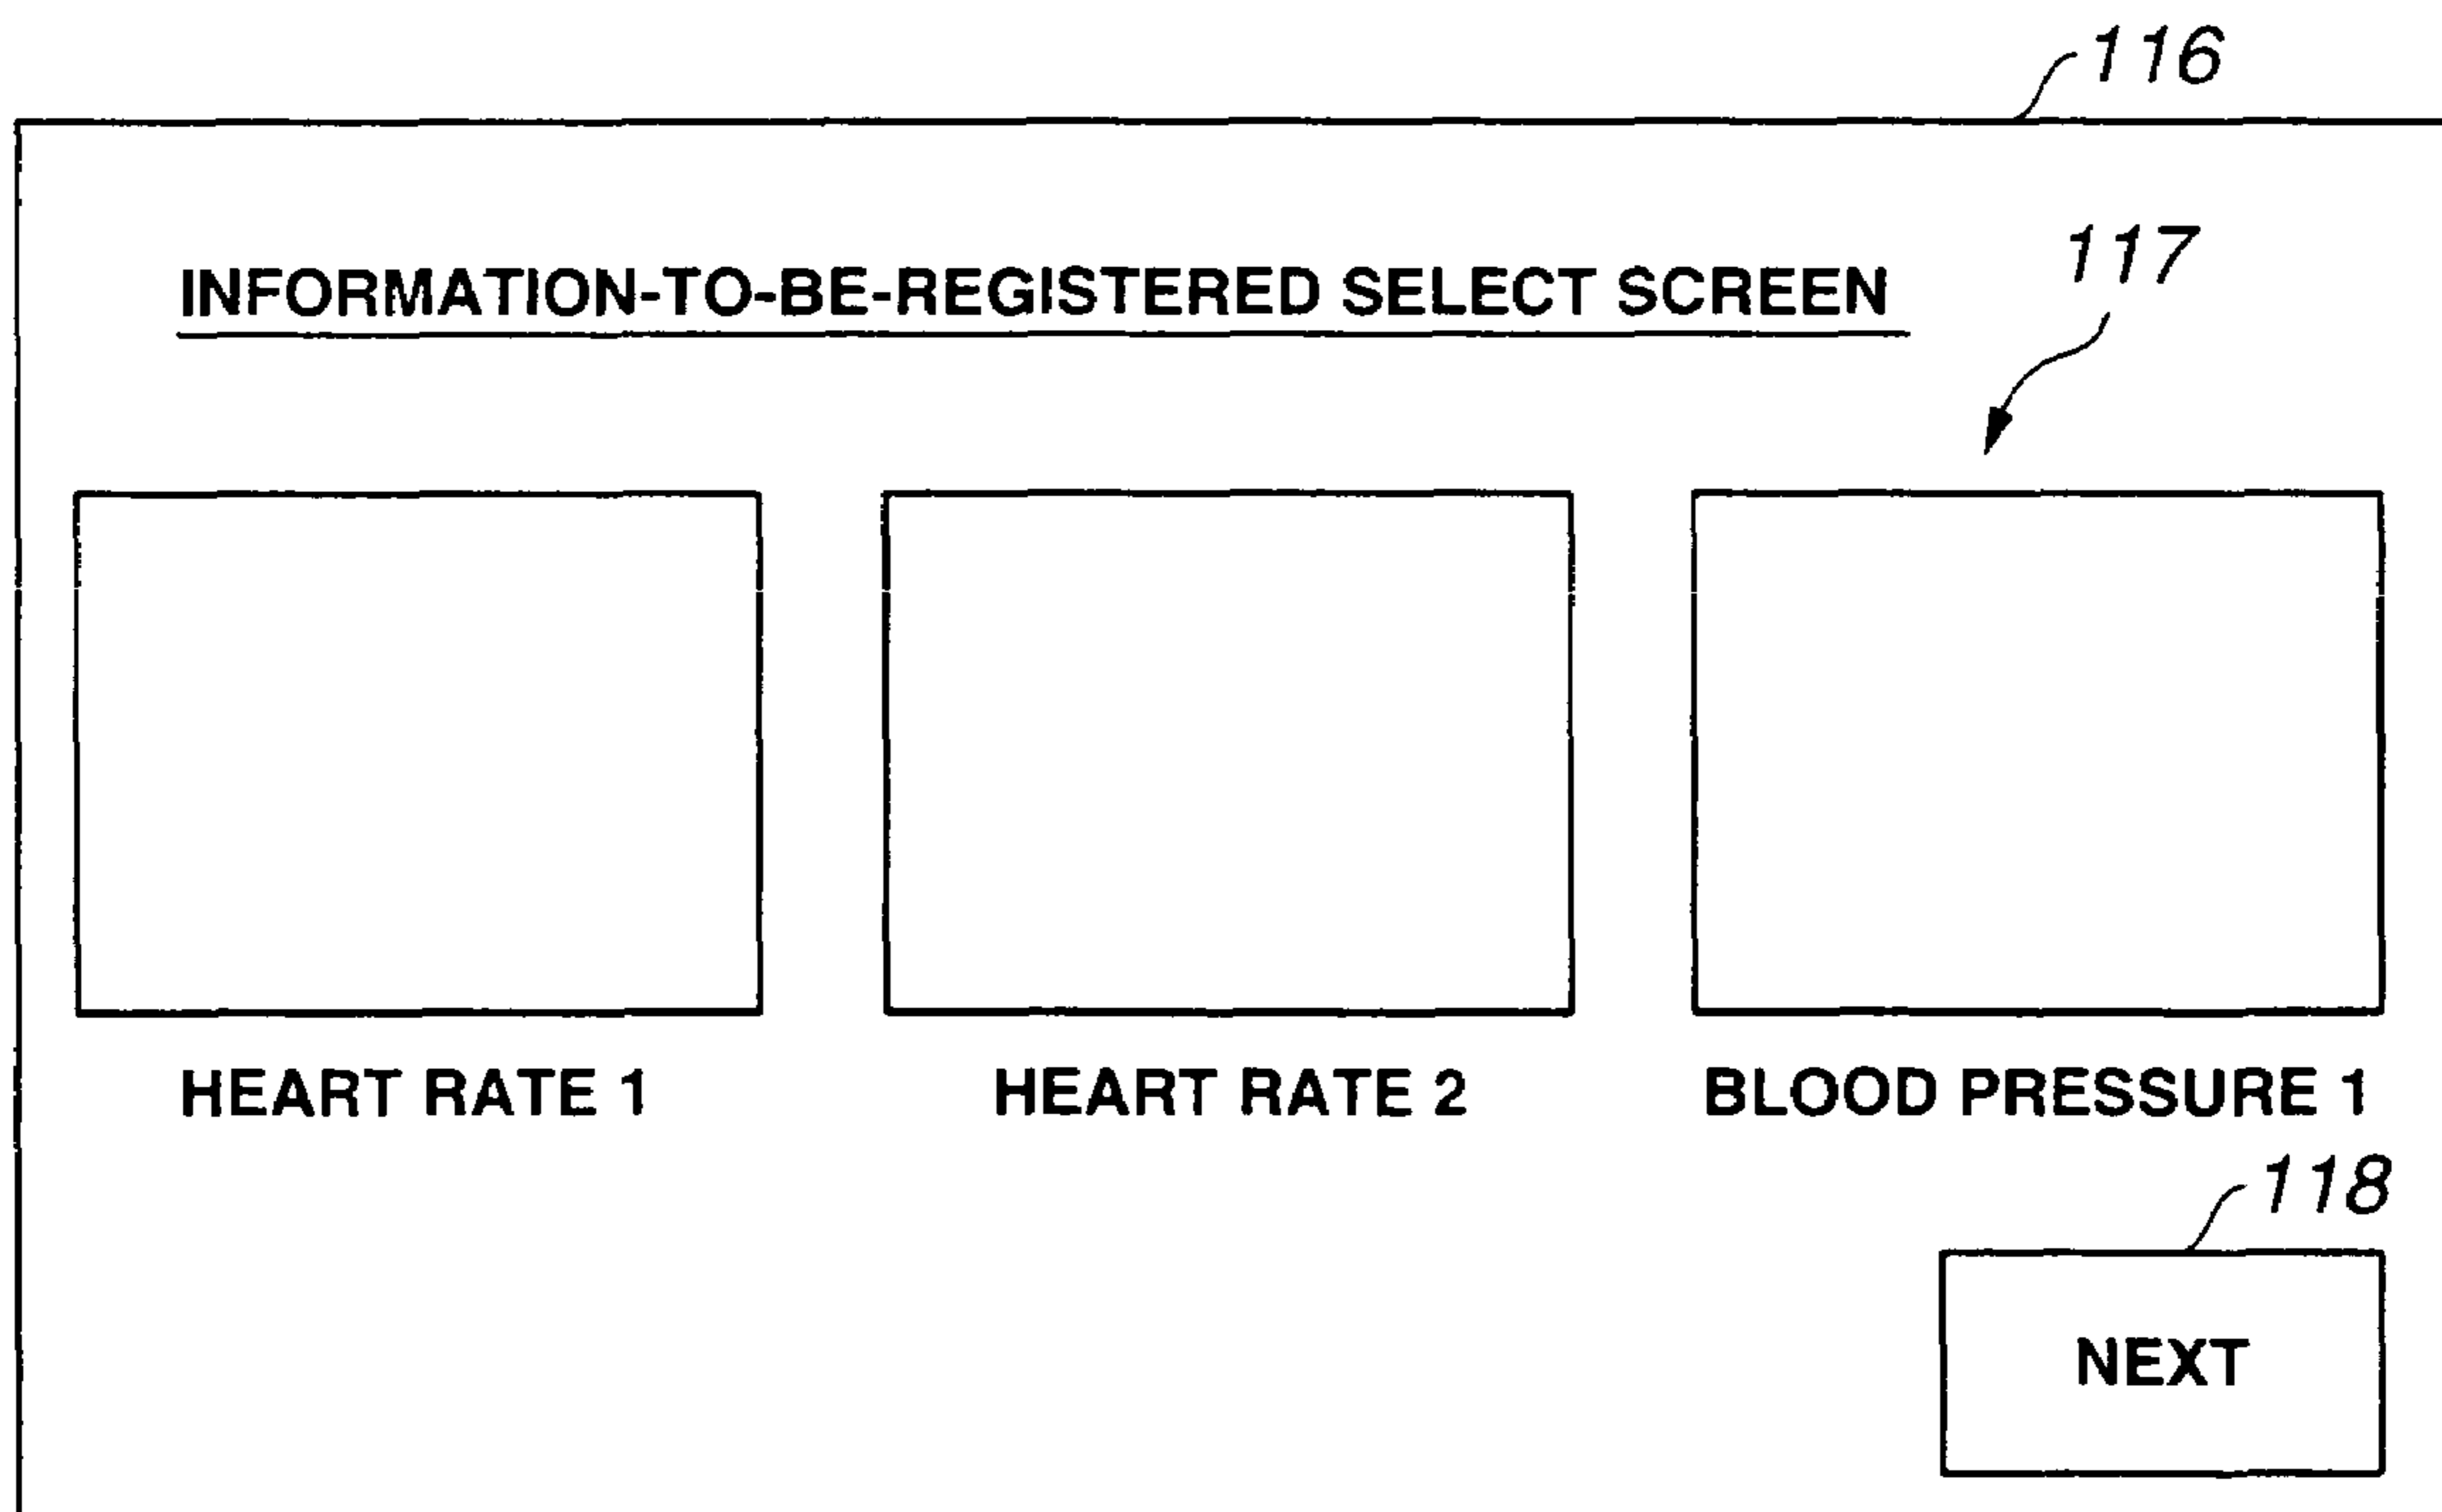 116
INFORMATION-TO-BE-REGISTERED SELECT SCREEN
117
HEART RATE 1
HEART RATE 2
BLOOD PRESSURE 1
118
NEXT